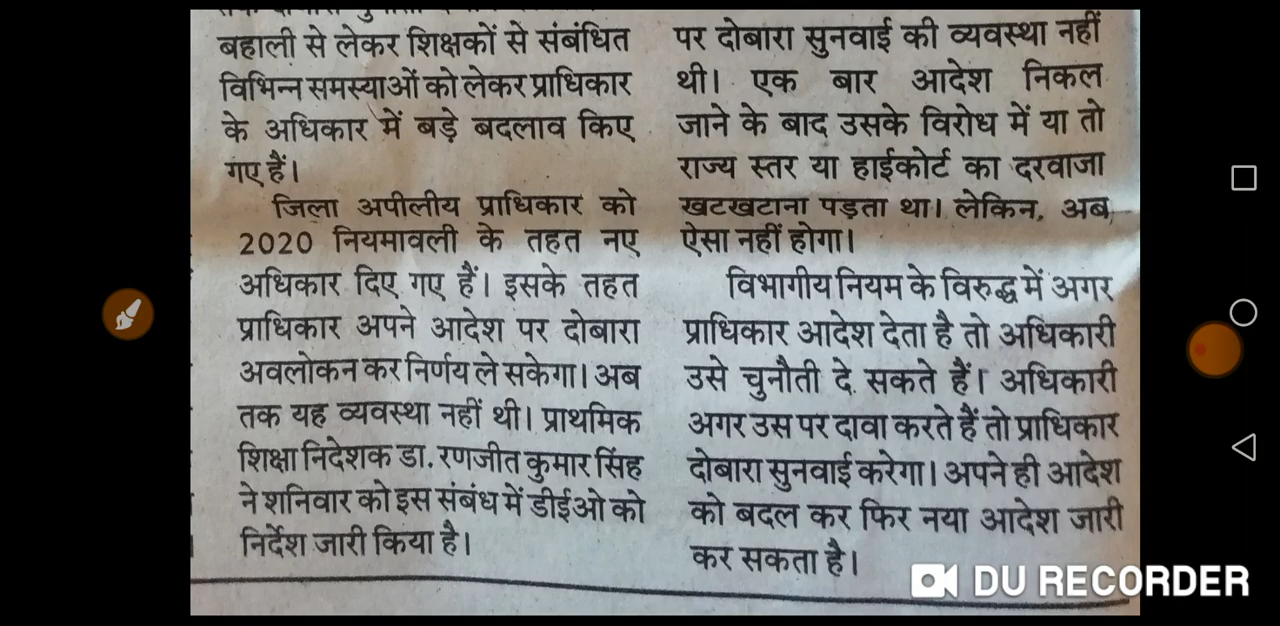 बहाली से लेकर शिक्षकों से संबंधित
विभिन्न समस्याओं को लेकर प्राधिकार
के अधिकार में बड़े बदलाव किए
गए हैं।
जिला अपीलीय प्राधिकार को
2020 नियमावली के तहत नए
अधिकार दिए गए हैं। इसके तहत
प्राधिकार अपने आदेश पर दोबारा
अवलोकन कर निर्णय ले सकेगा। अब
तक यह व्यवस्था नहीं थी। प्राथमिक
शिक्षा निदेशक डा. रणजीत कुमार सिंह
ने शनिवार को इस संबंध में डीईओ को
निर्देश जारी किया है।
पर दोबारा सुनवाई की व्यवस्था नहीं
थी। एक बार आदेश निकल
जाने के बाद उसके विरोध में या तो
राज्य स्तर या हाईकोर्ट का दरवाजा
खटखटाना पड़ता था। लेकिन, अब
ऐसा नहीं होगा।
विभागीय नियम के विरुद्ध में अगर
प्राधिकार आदेश देता है तो अधिकारी
उसे चुनौती दे सकते हैं। अधिकारी
अगर उस पर दावा करते हैं तो प्राधिकार
दोबारा सुनवाई करेगा। अपने ही आदेश
को बदल कर फिर नया आदेश जारी
कर सकता है।
DU RECORDER